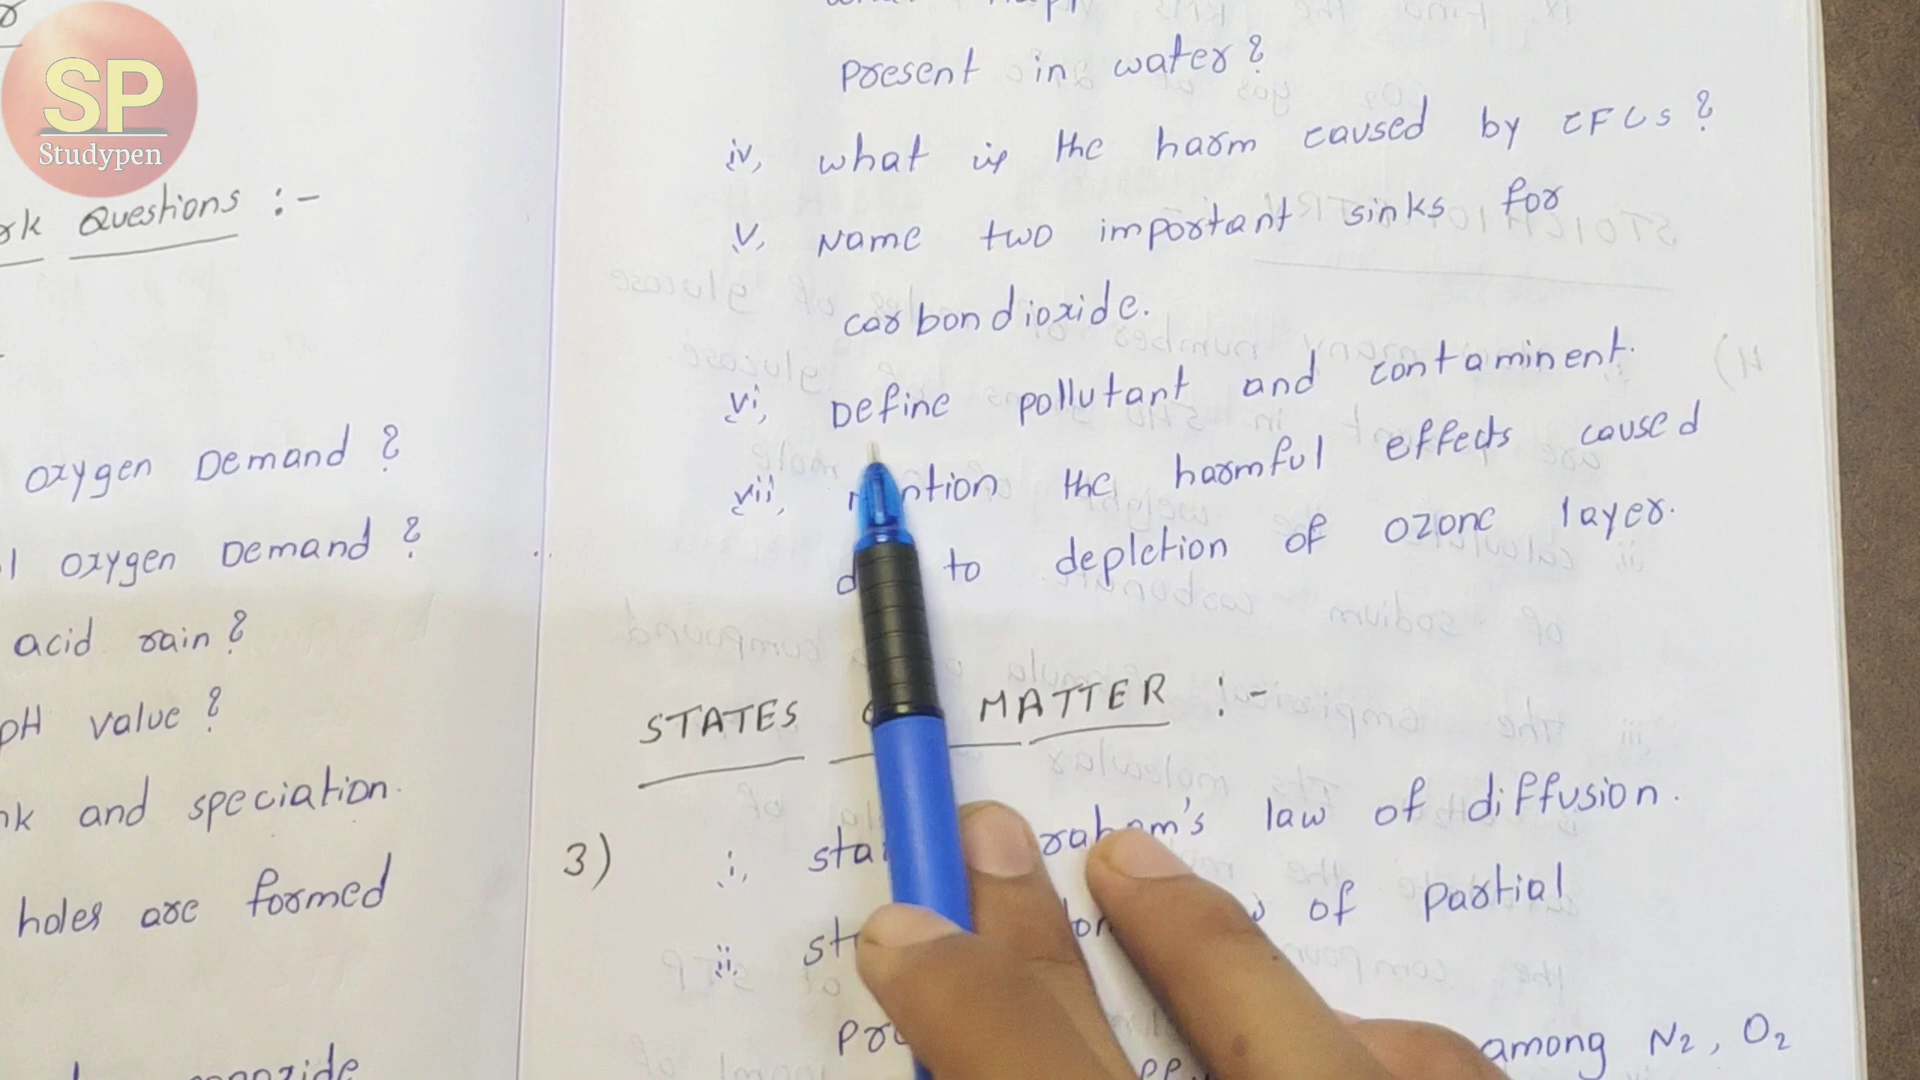 SP
Studypen
Questions :-
oxygen Demand ?
oxygen Demand ?
acid rain ?
pH value ?
and speciation.
holes are formed
present in water ?
iv, what is the harm caused by CFCs ?
v, Name two important sinks for
carbondioxide.
vi, Define pollutant and contaminent.
vii, the harmful effects caused
to depletion of ozone layer.
STATES MATTER :-
3) i, law of diffusion.
ii, of Partial
among N₂, O₂